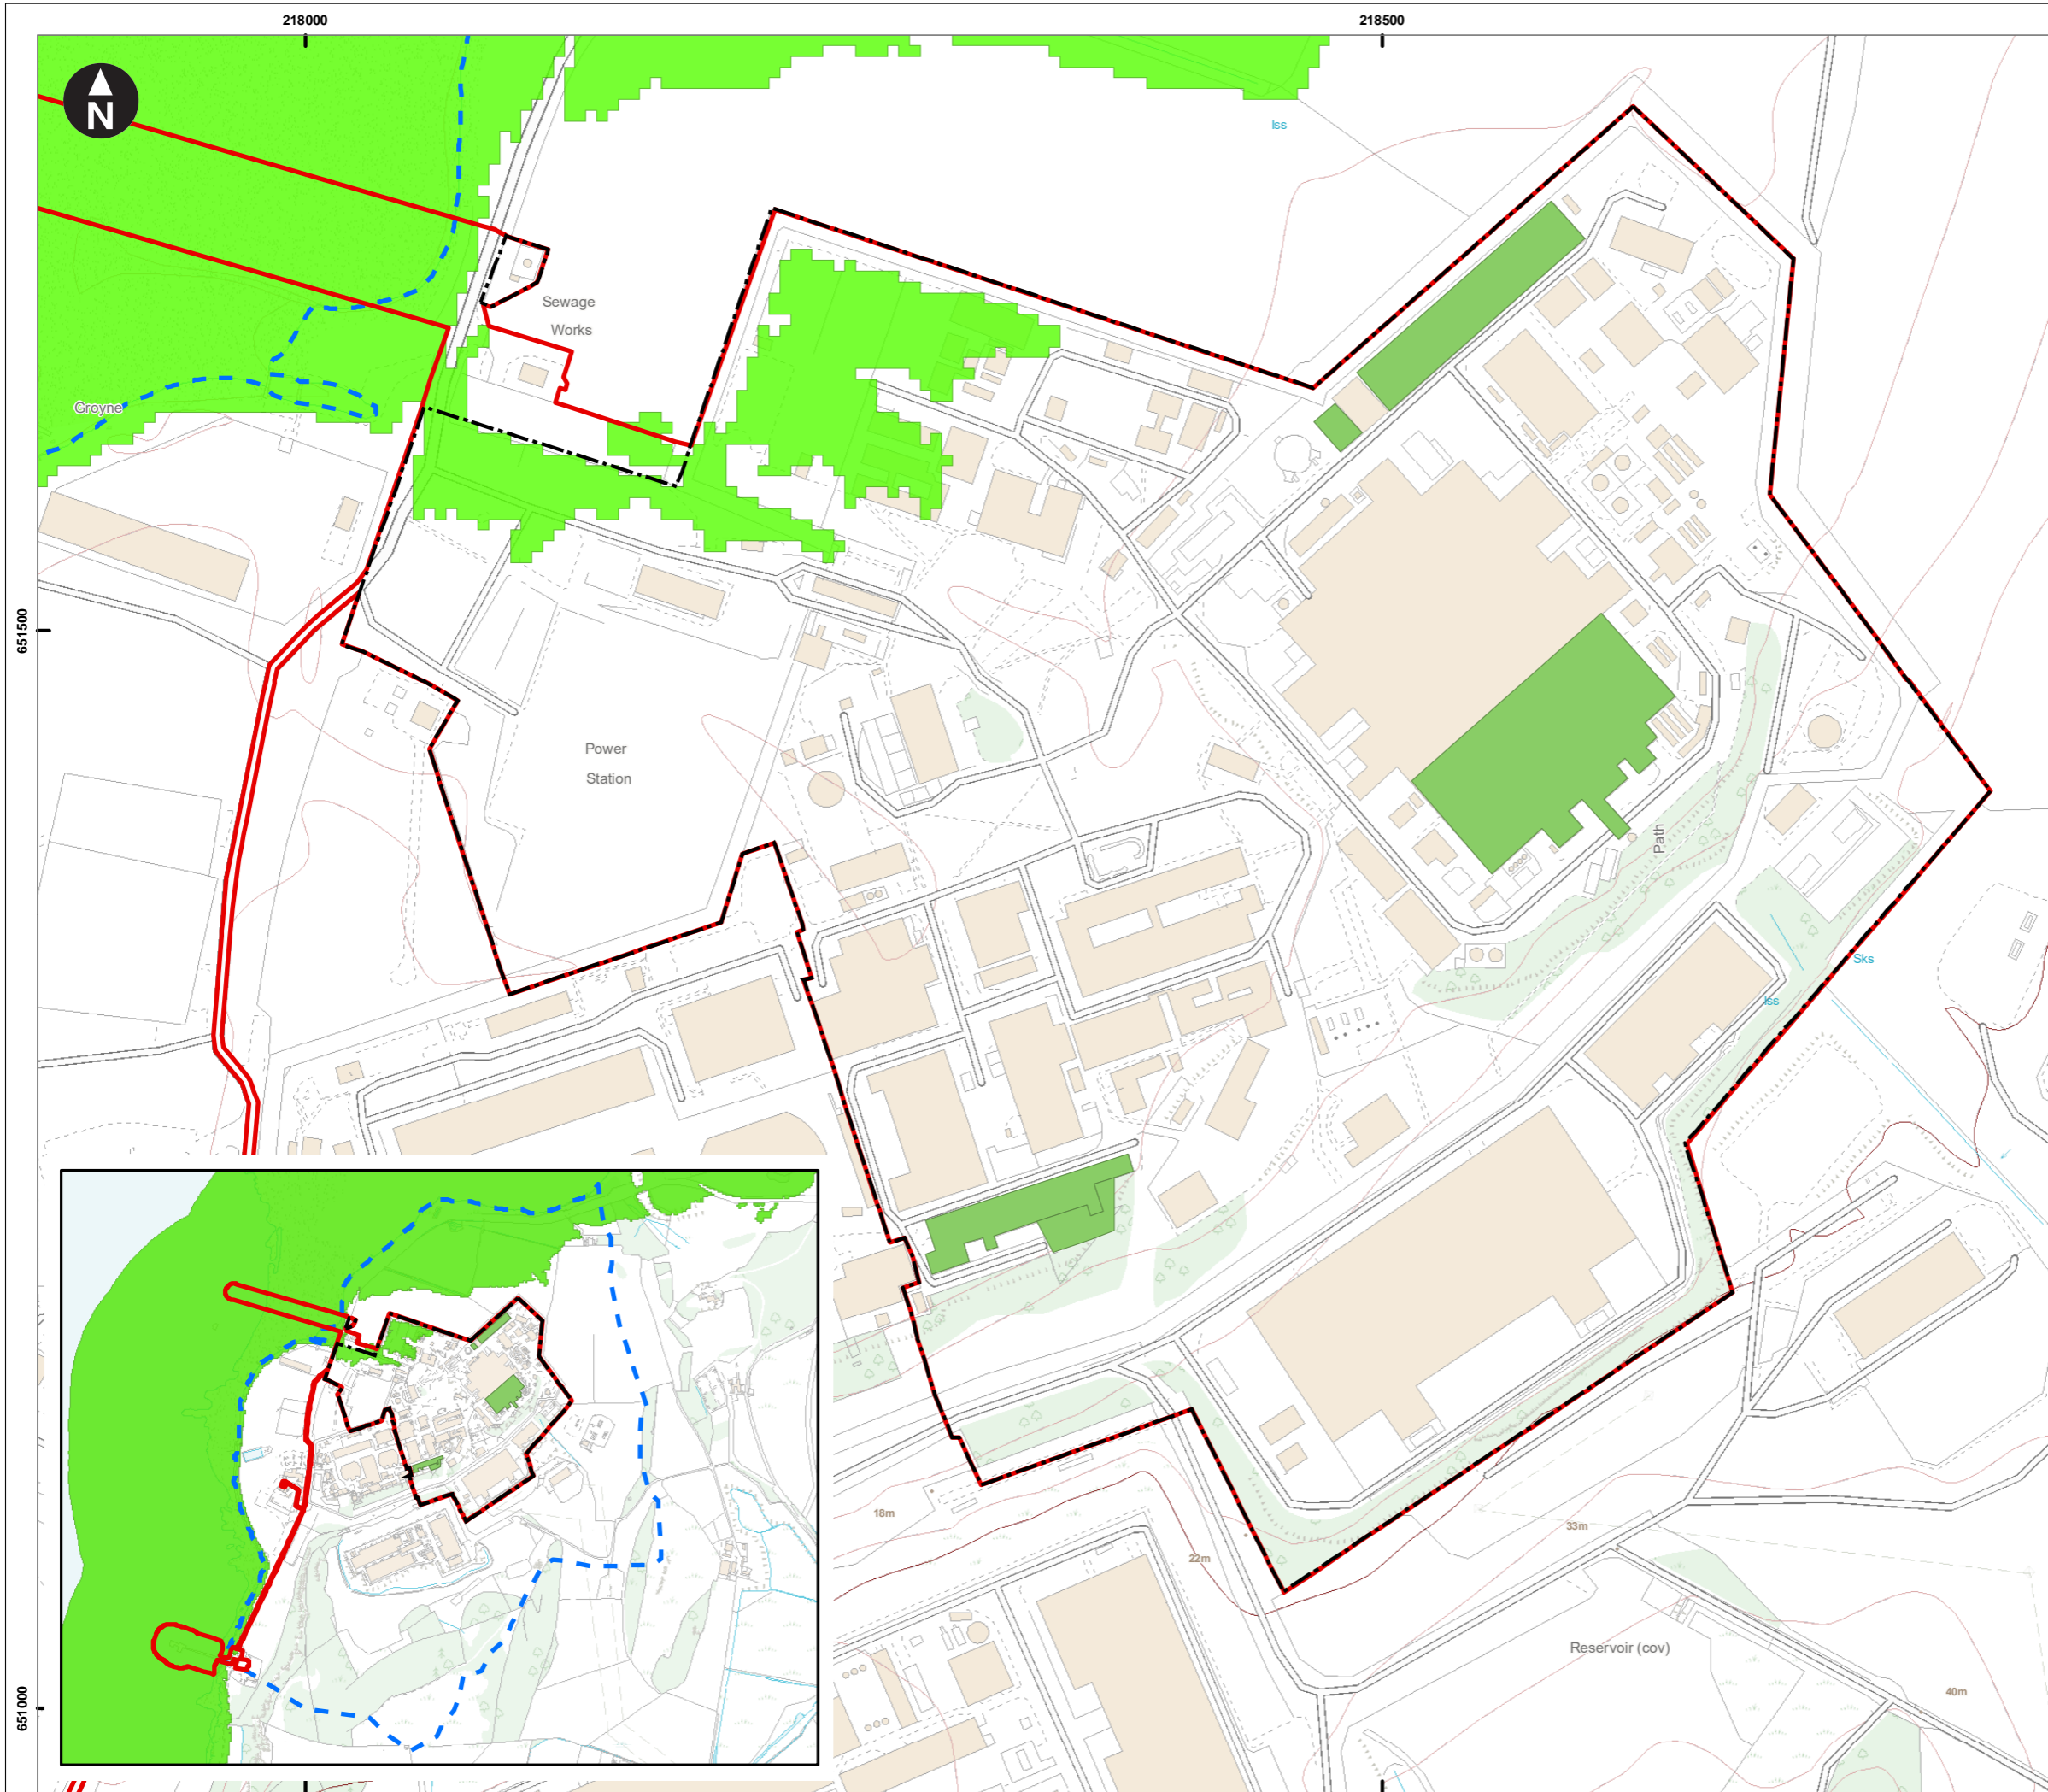 218000
218500
N
Iss
Sewage
Works
Groyne
651500
Power
Station
Path
Sks
Iss
18m
22m
33m
Reservoir (cov)
40m
651000